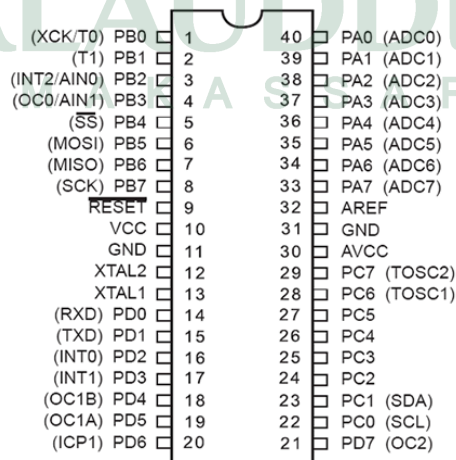 ALAUDDI
MAKASSAR
(XCK/T0) PB0 1 40 PA0 (ADC0)
(T1) PB1 2 39 PA1 (ADC1)
(INT2/AIN0) PB2 3 38 PA2 (ADC2)
(OC0/AIN1) PB3 4 37 PA3 (ADC3)
(SS) PB4 5 36 PA4 (ADC4)
(MOSI) PB5 6 35 PA5 (ADC5)
(MISO) PB6 7 34 PA6 (ADC6)
(SCK) PB7 8 33 PA7 (ADC7)
RESET 9 32 AREF
VCC 10 31 GND
GND 11 30 AVCC
XTAL2 12 29 PC7 (TOSC2)
XTAL1 13 28 PC6 (TOSC1)
(RXD) PD0 14 27 PC5
(TXD) PD1 15 26 PC4
(INT0) PD2 16 25 PC3
(INT1) PD3 17 24 PC2
(OC1B) PD4 18 23 PC1 (SDA)
(OC1A) PD5 19 22 PC0 (SCL)
(ICP1) PD6 20 21 PD7 (OC2)